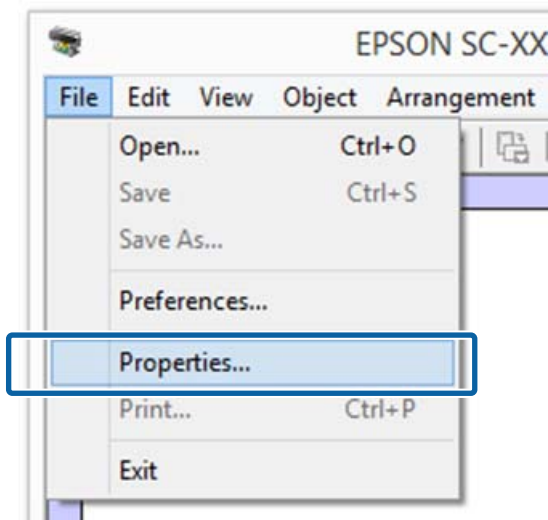 EPSON SC-XX
File Edit View Object Arrangement
Open... Ctrl+O
Save Ctrl+S
Save As...
Preferences...
Properties...
Print... Ctrl+P
Exit